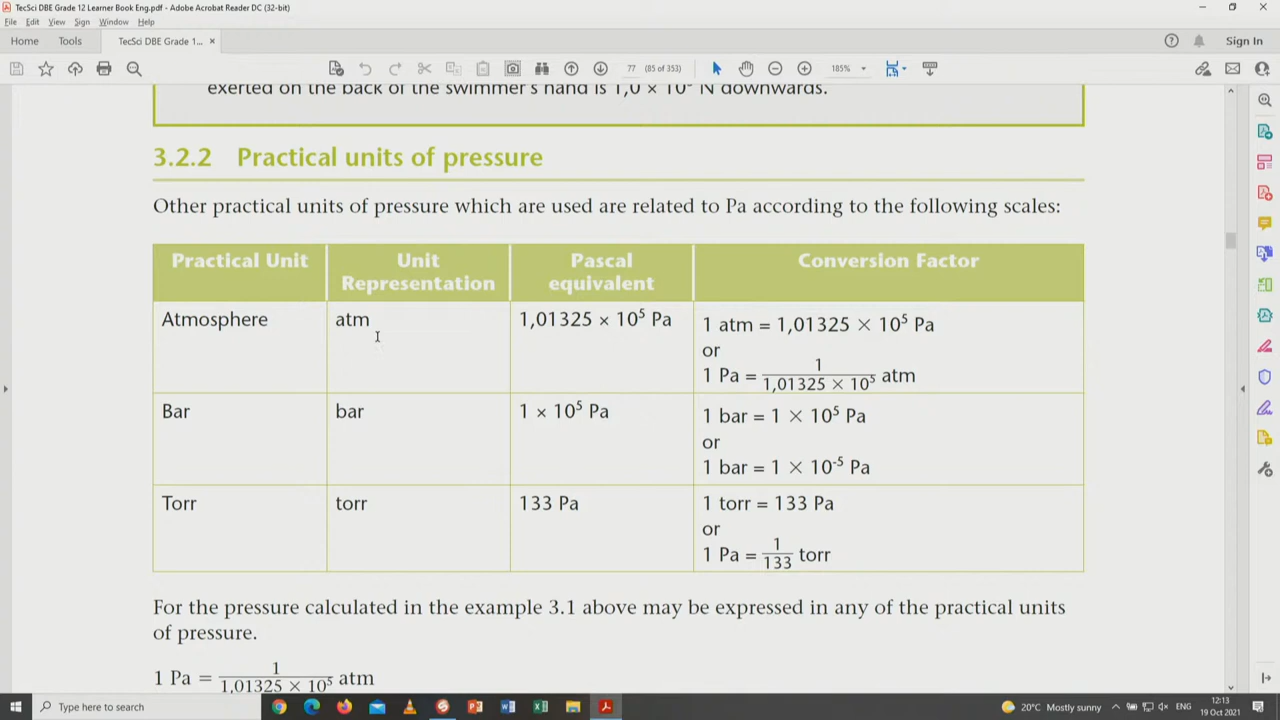 TecSci DBE Grade 12 Learner Book Eng.pdf - Adobe Acrobat Reader DC (32-bit)
File Edit View Sign Window Help
Home Tools TecSci DBE Grade 1... × Sign In
77 (85 of 353) 185%
exerted on the back of the swimmer's hand is 1,0 × 10 N downwards.
3.2.2 Practical units of pressure
Other practical units of pressure which are used are related to Pa according to the following scales:
Practical Unit Unit Representation Pascal equivalent Conversion Factor
Atmosphere atm 1,01325 × 10⁵ Pa 1 atm = 1,01325 × 10⁵ Pa
or
1 Pa = 1/1,01325 × 10⁵ atm
Bar bar 1 × 10⁵ Pa 1 bar = 1 × 10⁵ Pa
or
1 bar = 1 × 10⁻⁵ Pa
Torr torr 133 Pa 1 torr = 133 Pa
or
1 Pa = 1/133 torr
For the pressure calculated in the example 3.1 above may be expressed in any of the practical units
of pressure.
1 Pa = 1/1,01325 × 10⁵ atm
Type here to search
20°C Mostly sunny ENG
12:13
19 Oct 2021